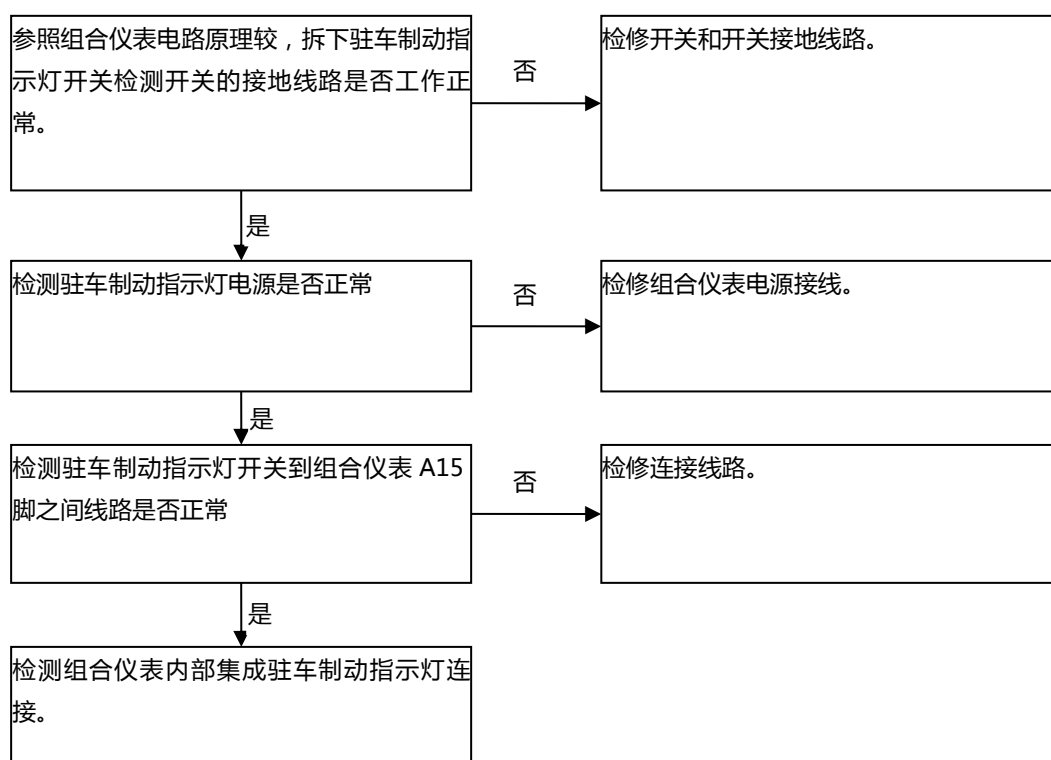 参照组合仪表电路原理较，拆下驻车制动指
示灯开关检测开关的接地线路是否工作正
常。
否
检修开关和开关接地线路。
是
检测驻车制动指示灯电源是否正常
否
检修组合仪表电源接线。
是
检测驻车制动指示灯开关到组合仪表 A15
脚之间线路是否正常
否
检修连接线路。
是
检测组合仪表内部集成驻车制动指示灯连
接。